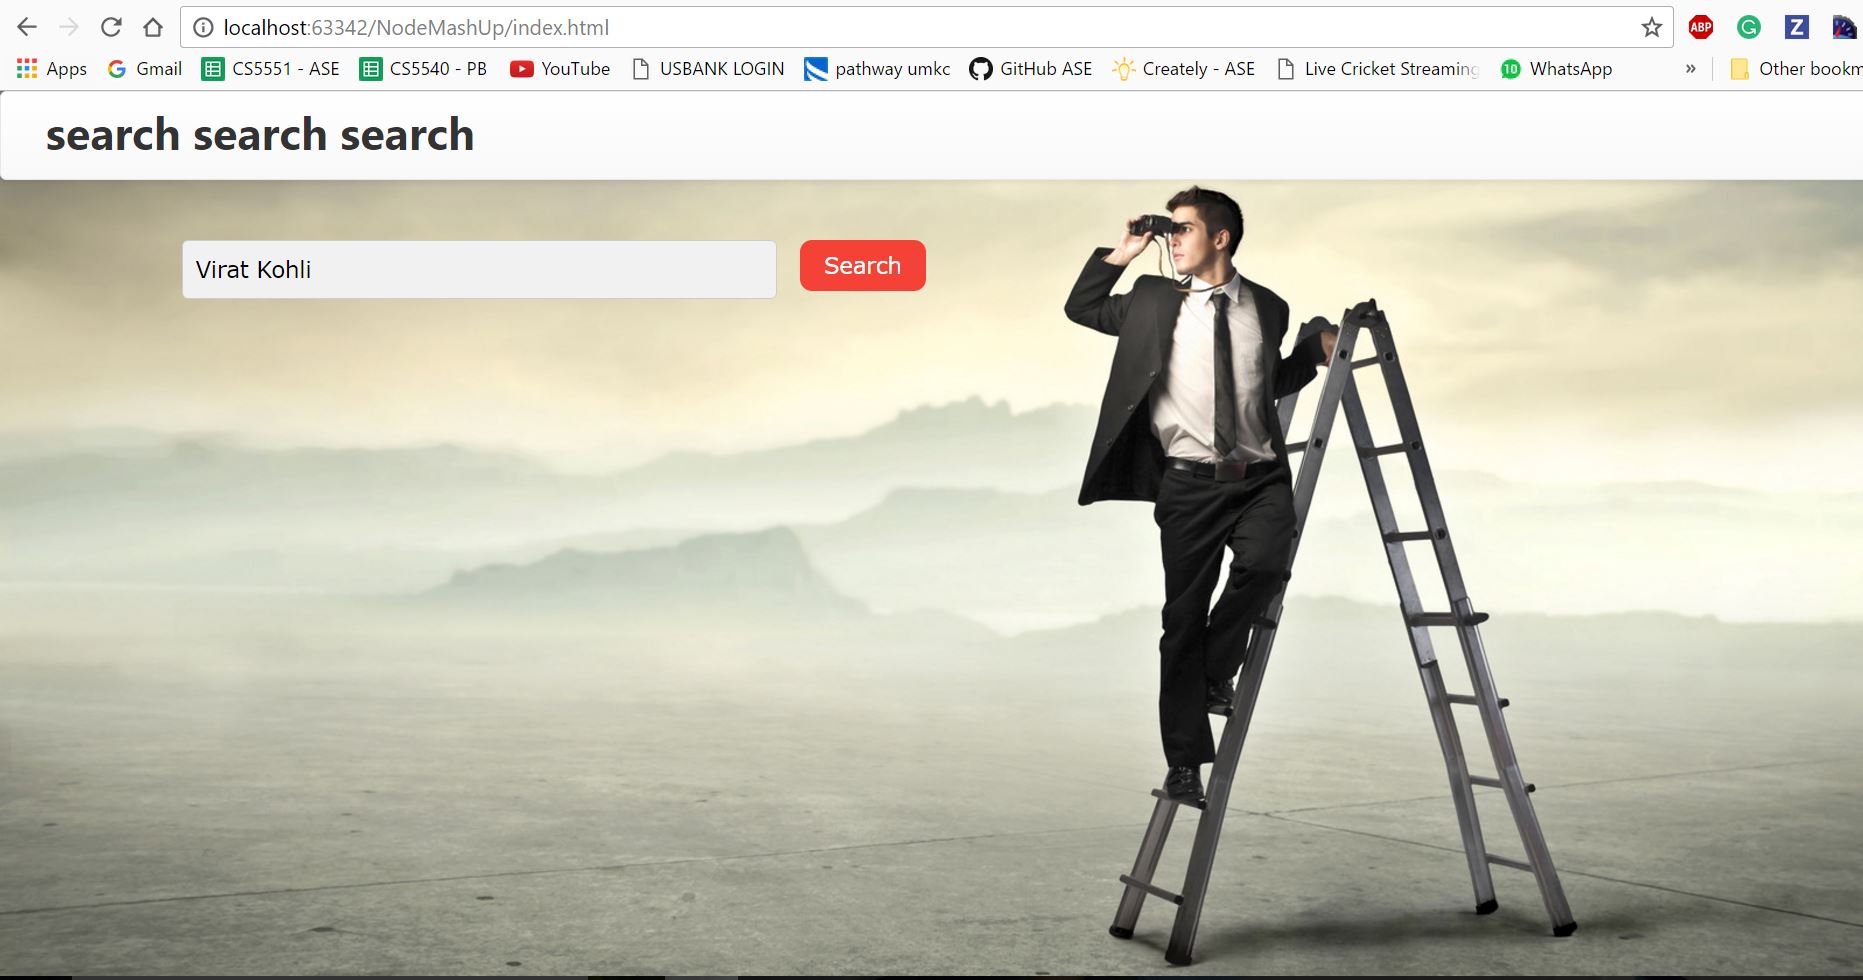 localhost:63342/NodeMashUp/index.html
ABP
G
Z
Apps
Gmail
CS5551 - ASE
CS5540 - PB
YouTube
USBANK LOGIN
pathway umkc
GitHub ASE
Creately - ASE
Live Cricket Streaming
10
WhatsApp
»
Other bookm
search search search
Virat Kohli
Search